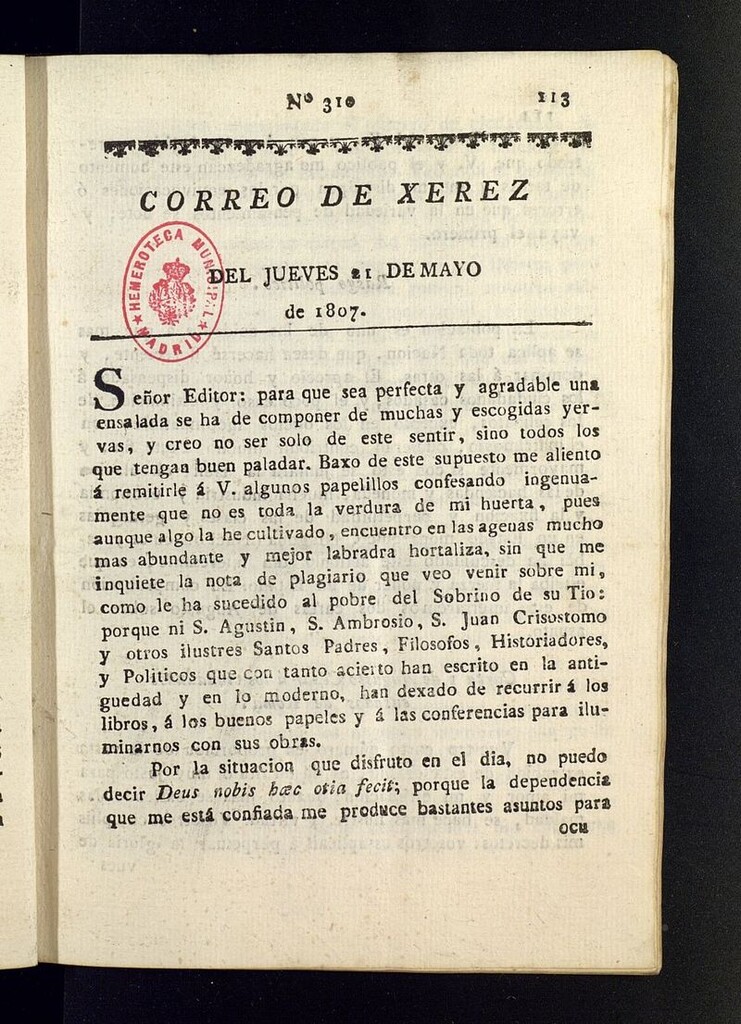 Nº 310 113
CORREO DE XEREZ
HEMEROTECA MUNICIPAL
MADRID
DEL JUEVES 21 DE MAYO
de 1807.
Señor Editor: para que sea perfecta y agradable una
ensalada se ha de componer de muchas y escogidas yer-
vas, y creo no ser solo de este sentir, sino todos los
que tengan buen paladar. Baxo de este supuesto me aliento
á remitirle á V. algunos papelillos confesando ingenua-
mente que no es toda la verdura de mi huerta, pues
aunque algo la he cultivado, encuentro en las agenas mucho
mas abundante y mejor labradra hortaliza, sin que me
inquiete la nota de plagiario que veo venir sobre mi,
como le ha sucedido al pobre del Sobrino de su Tio:
porque ni S. Agustin, S. Ambrosio, S. Juan Crisostomo
y otros ilustres Santos Padres, Filosofos, Historiadores,
y Politicos que con tanto acierto han escrito en la anti-
guedad y en lo moderno, han dexado de recurrir á los
libros, á los buenos papeles y á las conferencias para ilu-
minarnos con sus obras.
Por la situacion que disfruto en el dia, no puedo
decir Deus nobis hæc otia fecit; porque la dependencia
que me está confiada me produce bastantes asuntos para
ocu